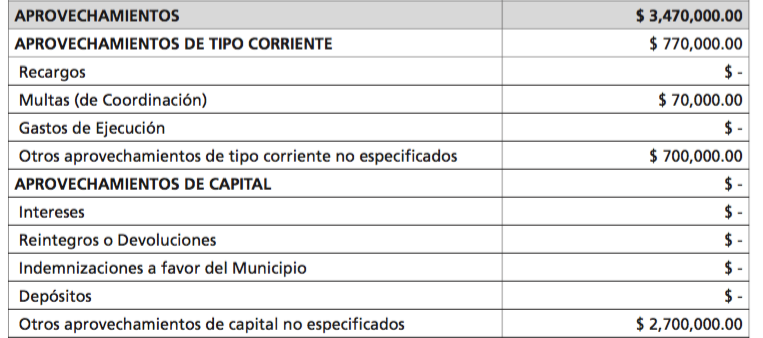 APROVECHAMIENTOS $ 3,470,000.00
APROVECHAMIENTOS DE TIPO CORRIENTE $ 770,000.00
Recargos $ -
Multas (de Coordinación) $ 70,000.00
Gastos de Ejecución $ -
Otros aprovechamientos de tipo corriente no especificados $ 700,000.00
APROVECHAMIENTOS DE CAPITAL $ -
Intereses $ -
Reintegros o Devoluciones $ -
Indemnizaciones a favor del Municipio $ -
Depósitos $ -
Otros aprovechamientos de capital no especificados $ 2,700,000.00